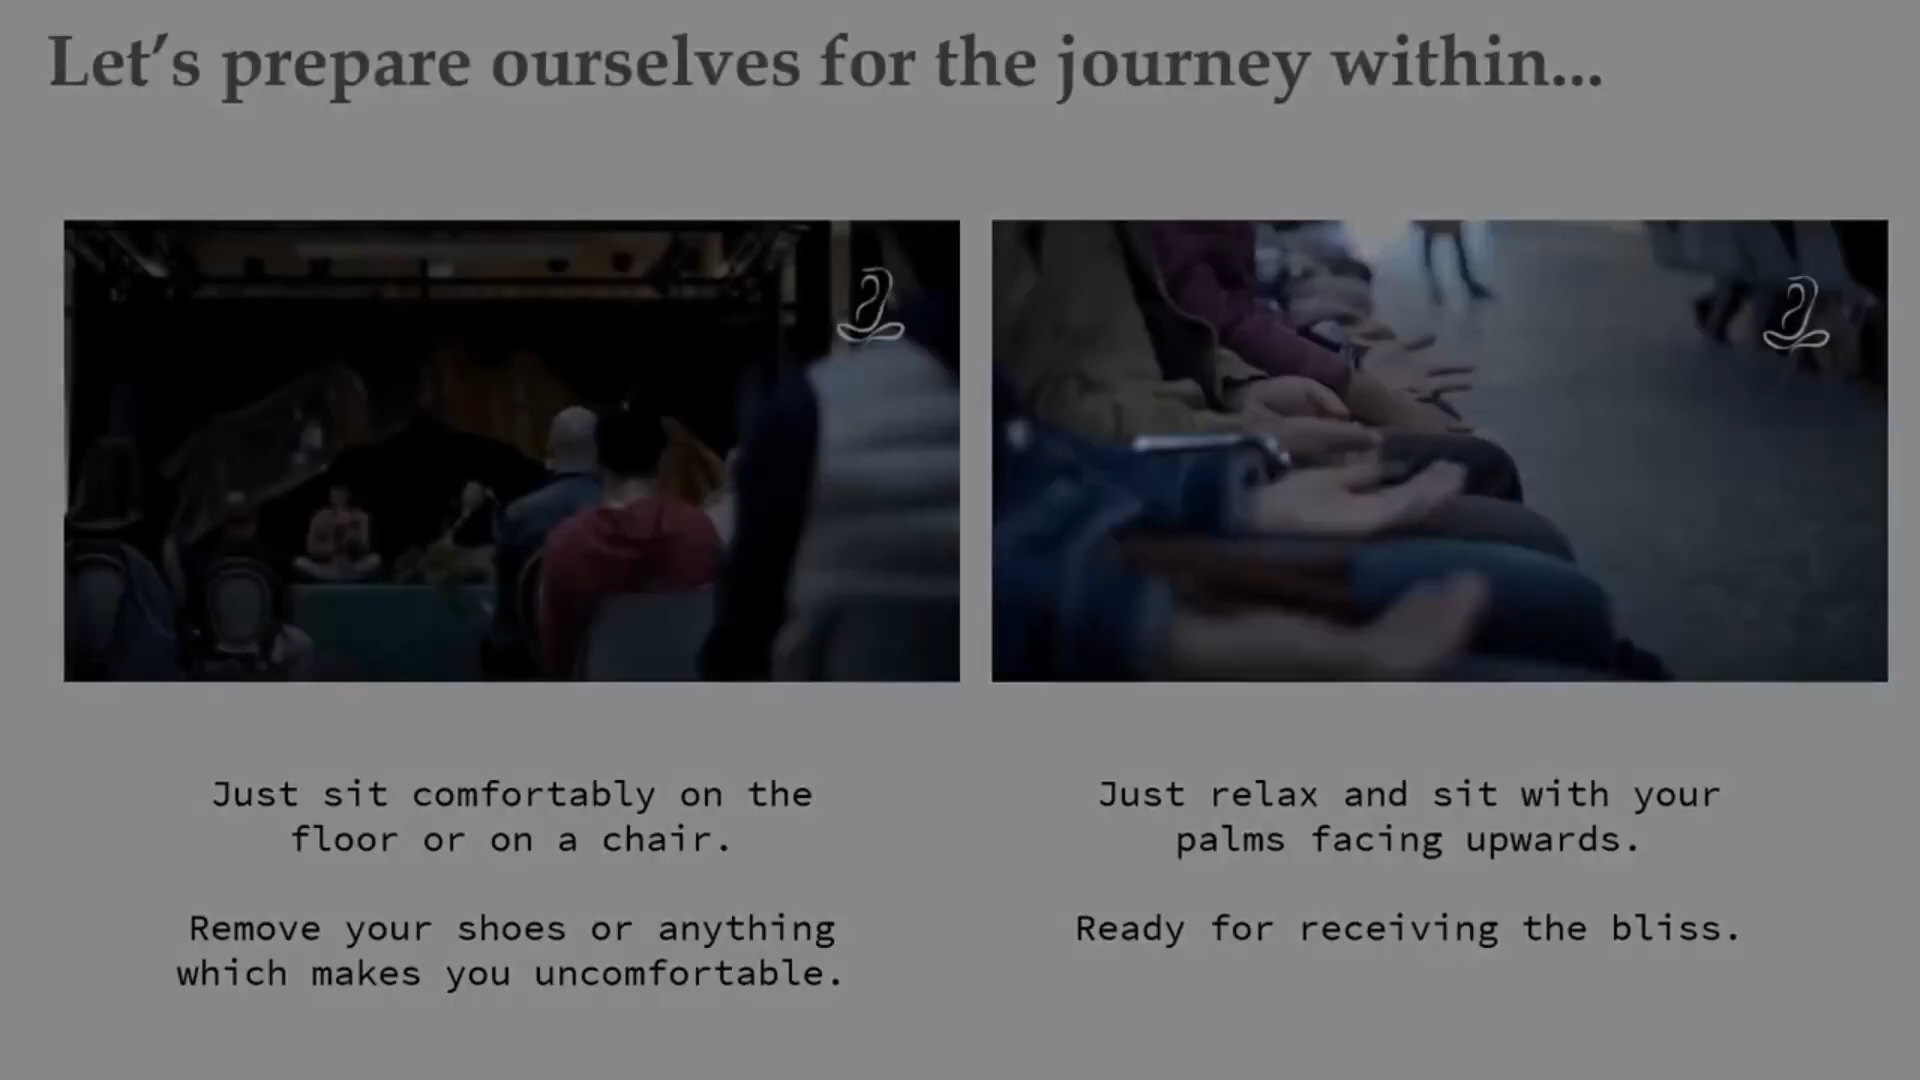 Let’s prepare ourselves for the journey within...
Just sit comfortably on the
floor or on a chair.
Remove your shoes or anything
which makes you uncomfortable.
Just relax and sit with your
palms facing upwards.
Ready for receiving the bliss.